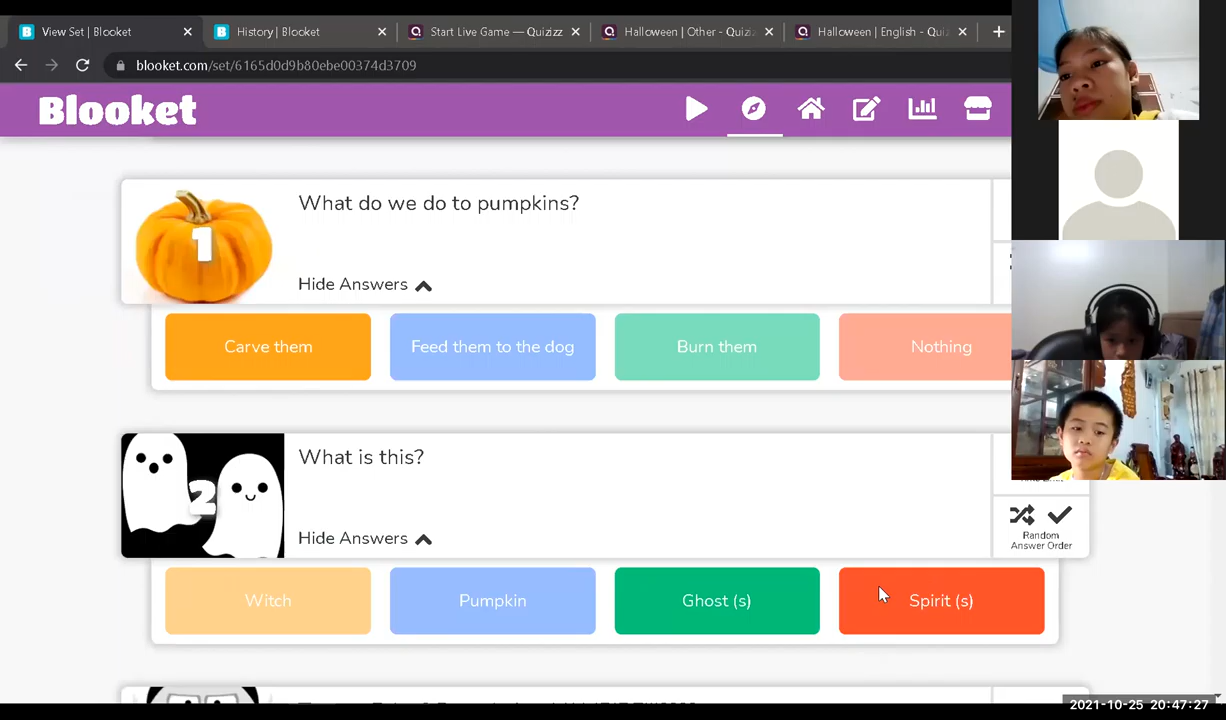 View Set | Blooket
History | Blooket
Start Live Game — Quizizz
Halloween | Other - Quiziz
Halloween | English - Quiz
blooket.com/set/6165d0d9b80ebe00374d3709
Blooket
1
What do we do to pumpkins?
Hide Answers
Carve them
Feed them to the dog
Burn them
Nothing
2
What is this?
Hide Answers
Random
Answer Order
Witch
Pumpkin
Ghost (s)
Spirit (s)
2021-10-25 20:47:27